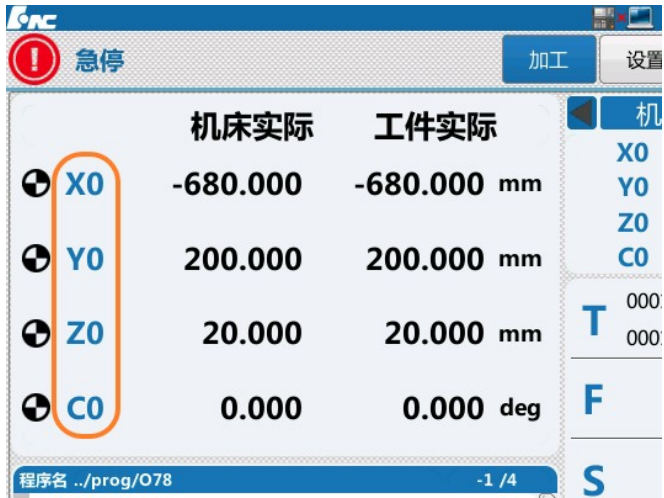 HNC
急停
加工
设置
机床实际 工件实际
X0 -680.000 -680.000 mm
Y0 200.000 200.000 mm
Z0 20.000 20.000 mm
C0 0.000 0.000 deg
机
X0
Y0
Z0
C0
T
F
S
程序名 ../prog/O78 -1 /4